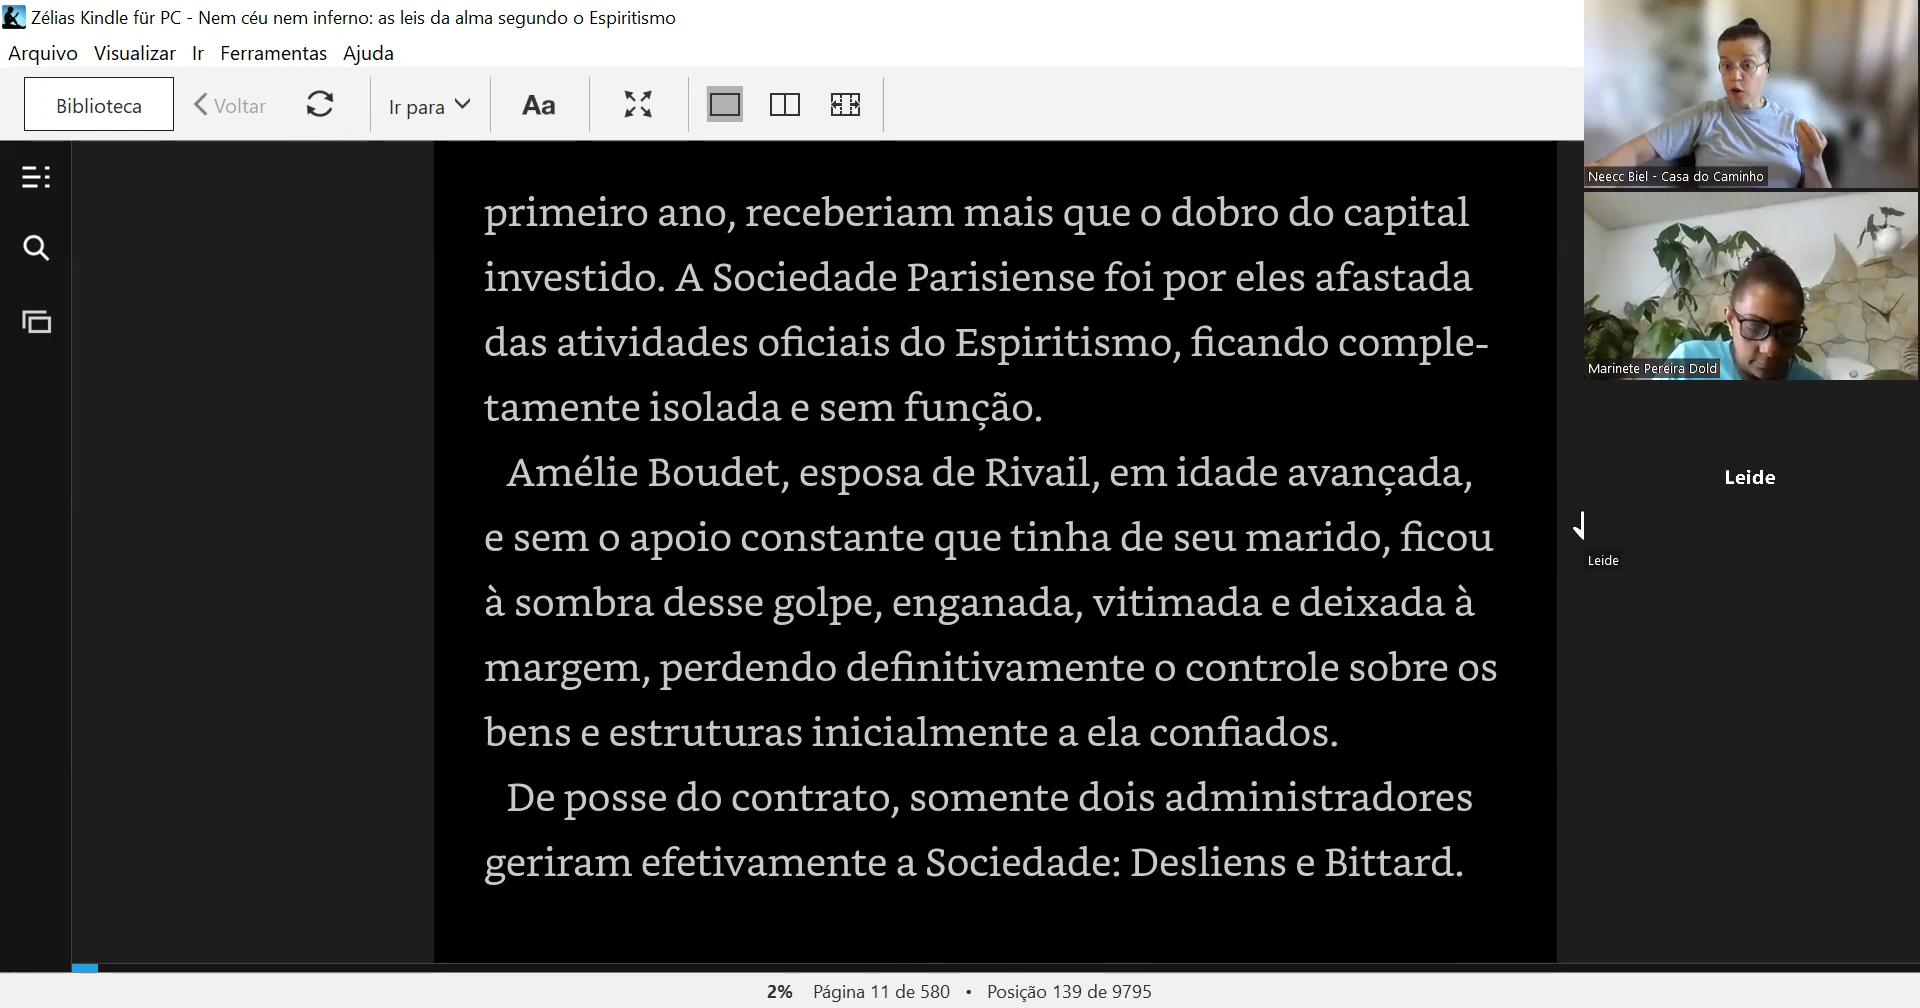 Zélias Kindle für PC - Nem céu nem inferno: as leis da alma segundo o Espiritismo
Arquivo Visualizar Ir Ferramentas Ajuda
Biblioteca Voltar Ir para Aa
primeiro ano, receberiam mais que o dobro do capital
investido. A Sociedade Parisiense foi por eles afastada
das atividades oficiais do Espiritismo, ficando comple-
tamente isolada e sem função.
Amélie Boudet, esposa de Rivail, em idade avançada,
e sem o apoio constante que tinha de seu marido, ficou
à sombra desse golpe, enganada, vitimada e deixada à
margem, perdendo definitivamente o controle sobre os
bens e estruturas inicialmente a ela confiados.
De posse do contrato, somente dois administradores
geriram efetivamente a Sociedade: Desliens e Bittard.
2% Página 11 de 580 • Posição 139 de 9795
Neecc Biel - Casa do Caminho
Marinete Pereira Dold
Leide
Leide